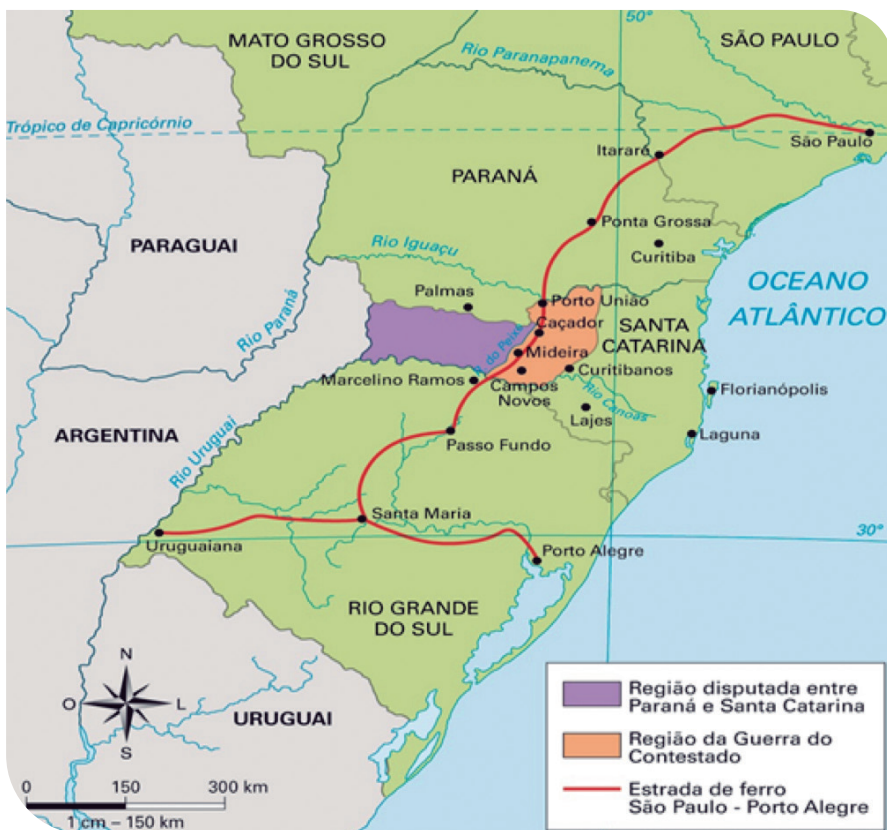 50°
MATO GROSSO
DO SUL
SÃO PAULO
Rio Paranapanema
Trópico de Capricórnio
São Paulo
Itararé
PARANÁ
Ponta Grossa
PARAGUAI
Rio Iguaçu
Curitiba
Rio Paraná
OCEANO
ATLÂNTICO
Palmas
Porto União
Caçador
SANTA
CATARINA
R. do Peixe
Mideira
Marcelino Ramos
Campos
Novos
Curitibanos
Rio Canoas
Florianópolis
Lajes
ARGENTINA
Rio Uruguai
Passo Fundo
Laguna
Santa Maria
Uruguaiana
30°
Porto Alegre
RIO GRANDE
DO SUL
N
O
L
S
URUGUAI
0 150 300 km
1 cm – 150 km
Região disputada entre
Paraná e Santa Catarina
Região da Guerra do
Contestado
Estrada de ferro
São Paulo - Porto Alegre